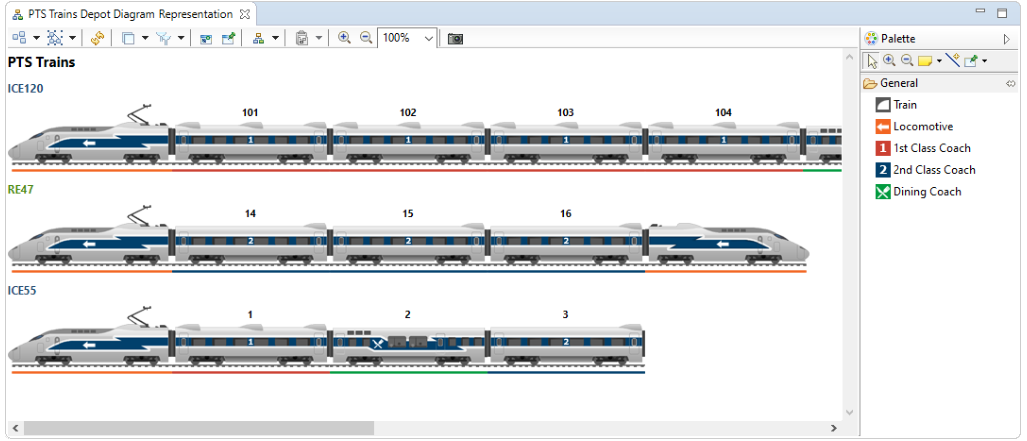 PTS Trains Depot Diagram Representation
100%
PTS Trains
ICE120
101 102 103 104
1 1 1 1
RE47
14 15 16
2 2 2
ICE55
1 2 3
1 2
Palette
General
Train
Locomotive
1 1st Class Coach
2 2nd Class Coach
Dining Coach